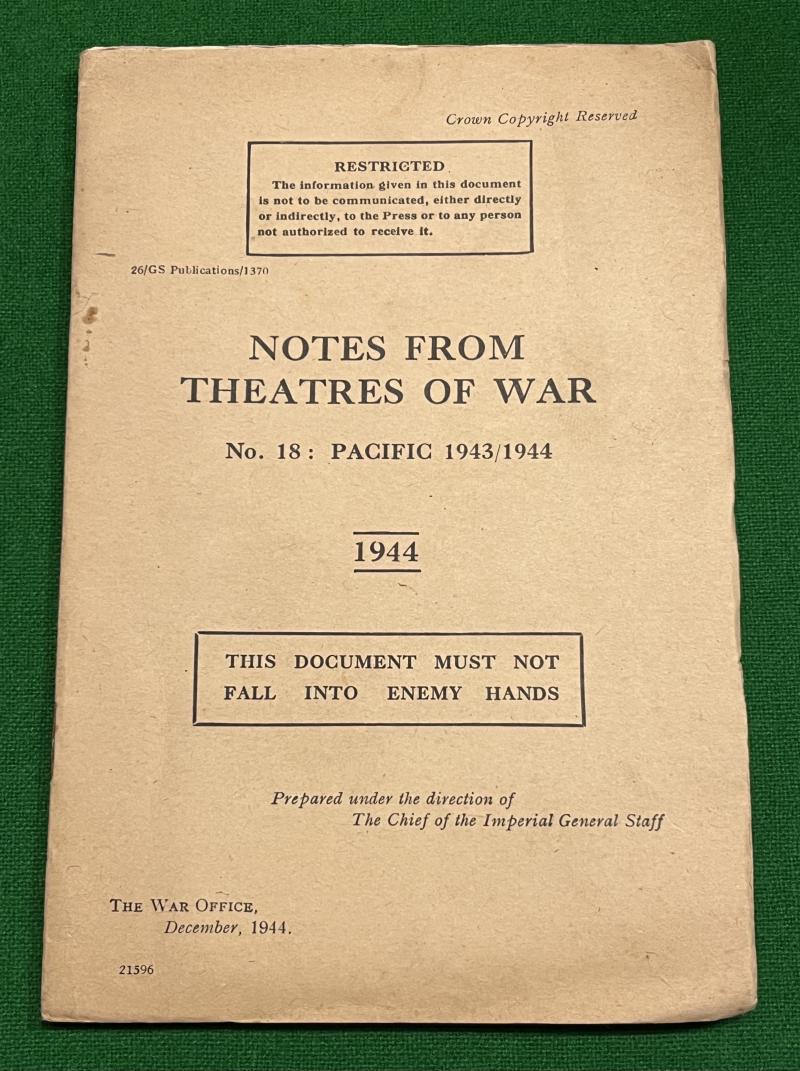 Crown Copyright Reserved
RESTRICTED
The information given in this document
is not to be communicated, either directly
or indirectly, to the Press or to any person
not authorized to receive it.
26/GS Publications/1370
NOTES FROM
THEATRES OF WAR
No. 18: PACIFIC 1943/1944
1944
THIS DOCUMENT MUST NOT
FALL INTO ENEMY HANDS
Prepared under the direction of
The Chief of the Imperial General Staff
THE WAR OFFICE,
December, 1944.
21596